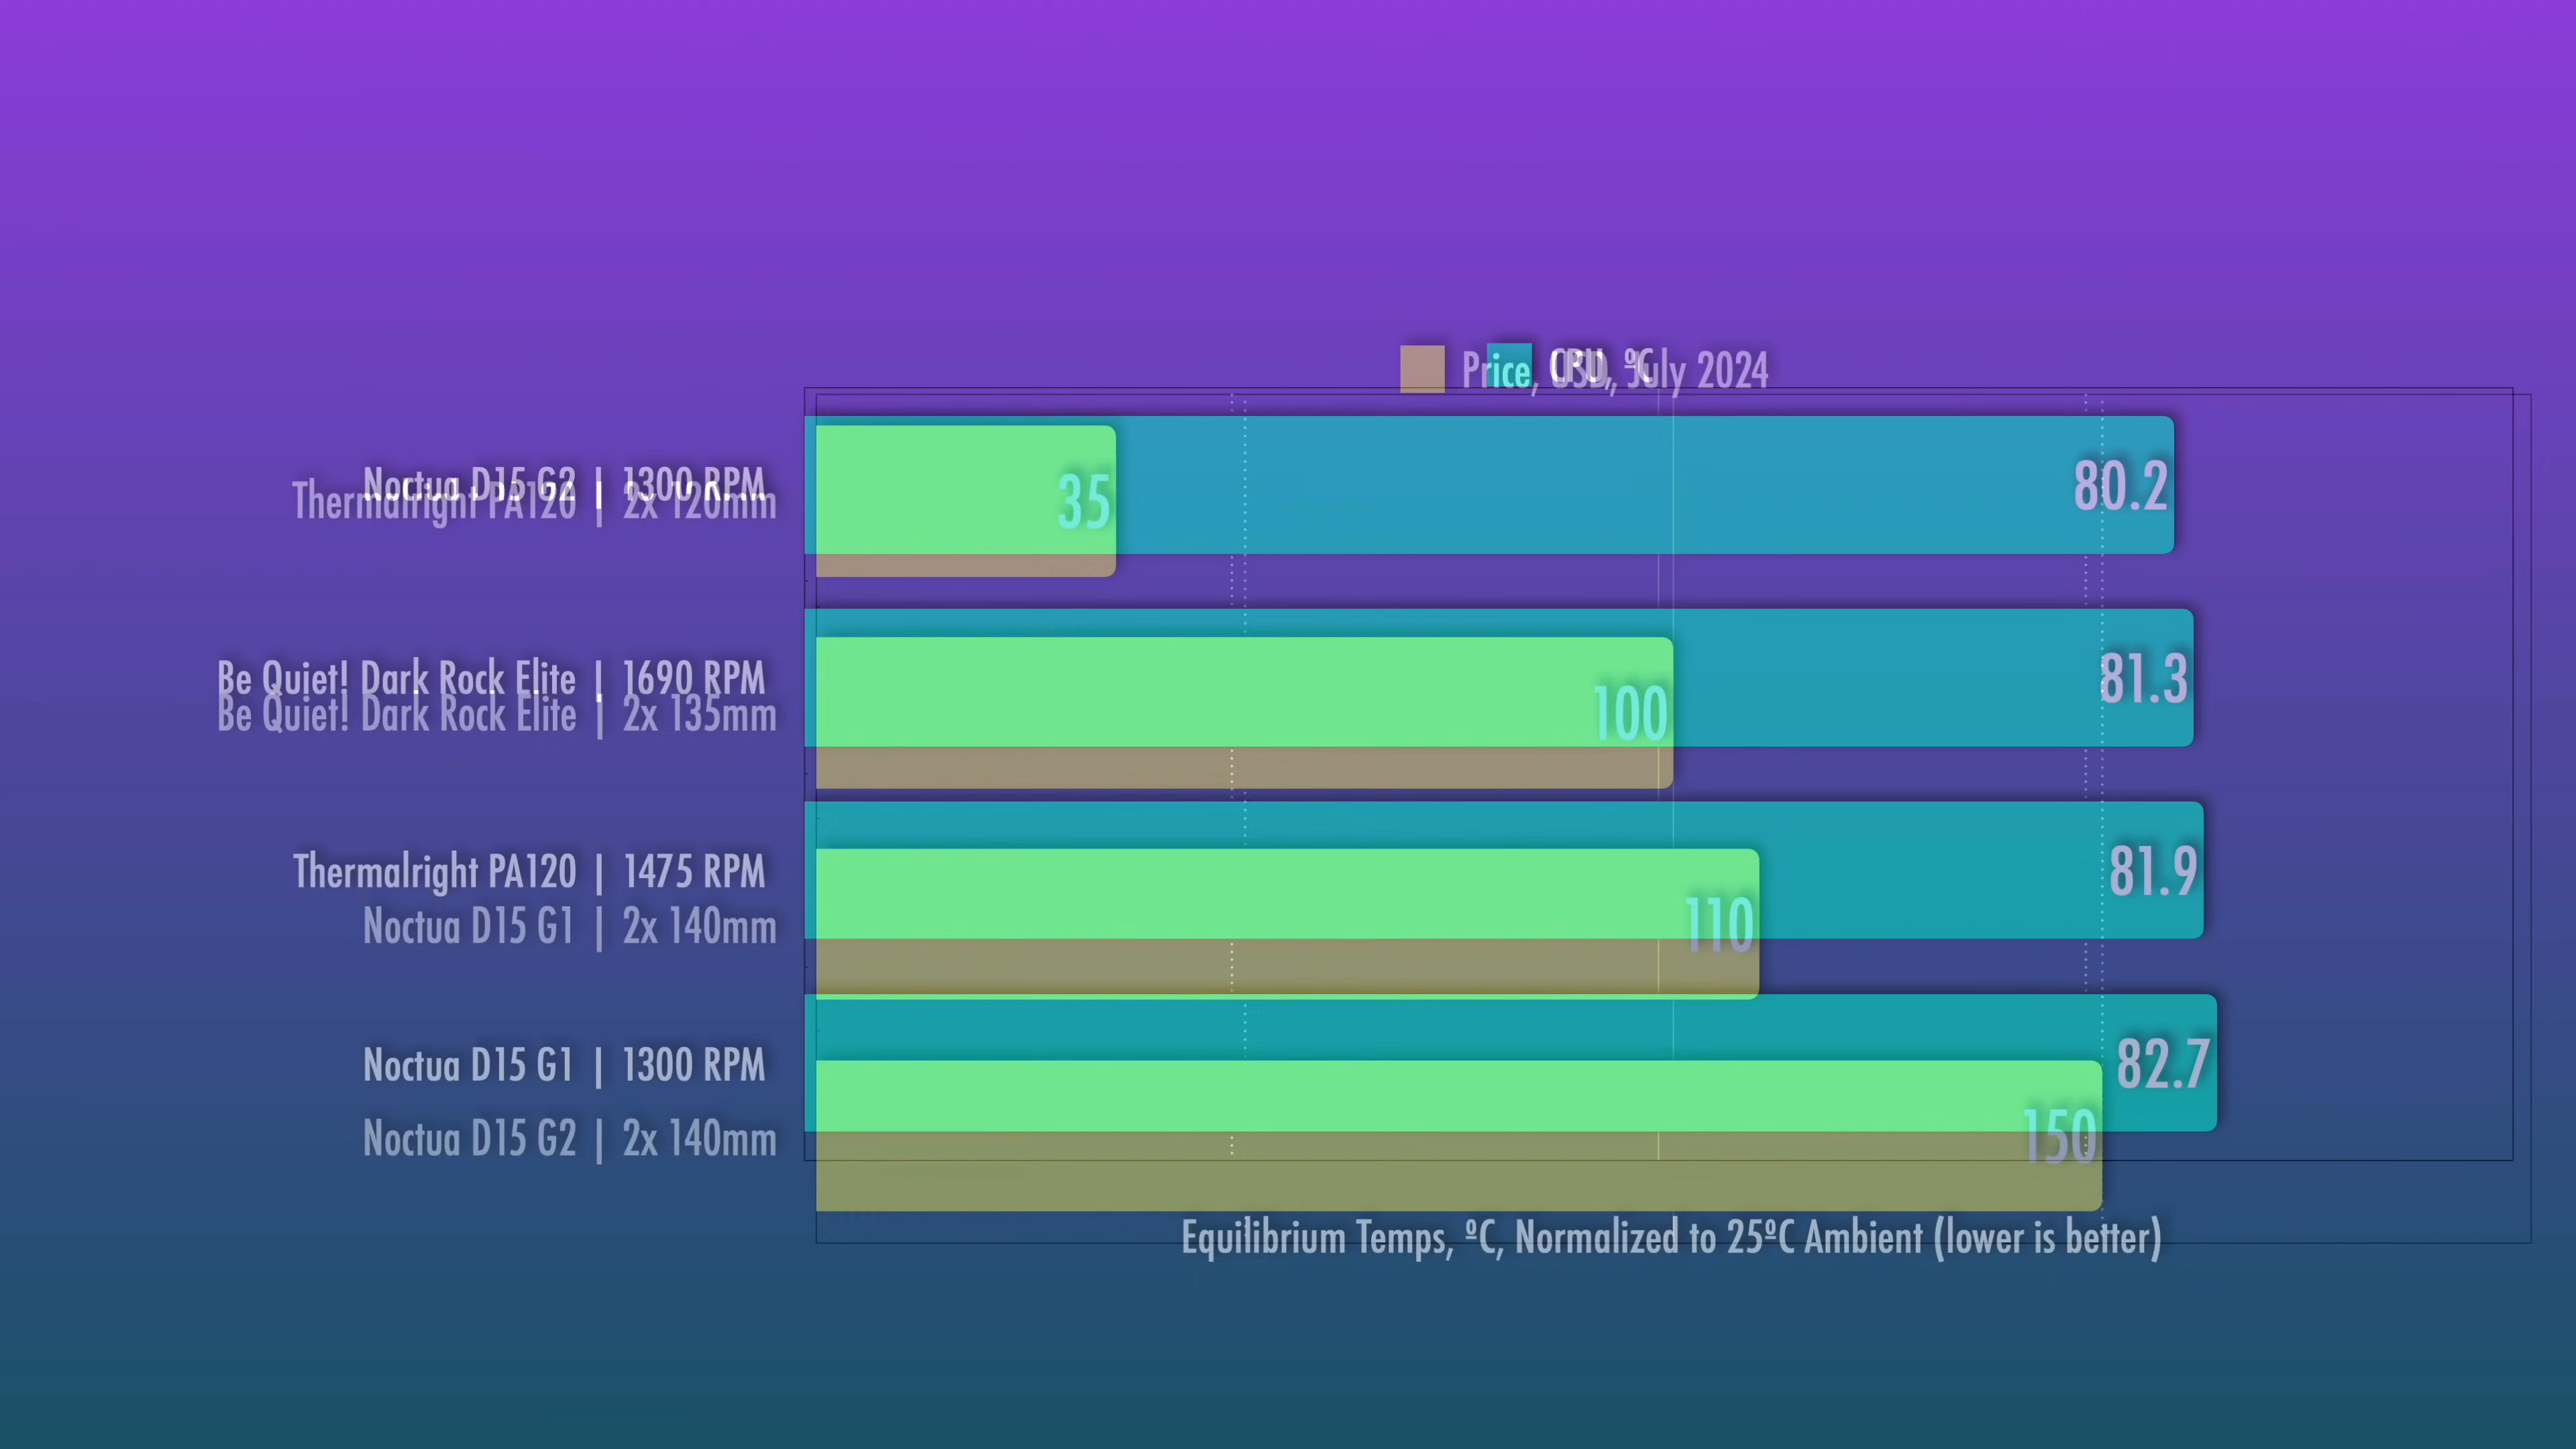 Price, USD, July 2024
CPU, ºC
Noctua D15 G2 | 1300 RPM
80.2
Thermalright PA120 | 2x 120mm
35
Be Quiet! Dark Rock Elite | 1690 RPM
81.3
Be Quiet! Dark Rock Elite | 2x 135mm
100
Thermalright PA120 | 1475 RPM
81.9
Noctua D15 G1 | 2x 140mm
110
Noctua D15 G1 | 1300 RPM
82.7
Noctua D15 G2 | 2x 140mm
150
Equilibrium Temps, ºC, Normalized to 25ºC Ambient (lower is better)